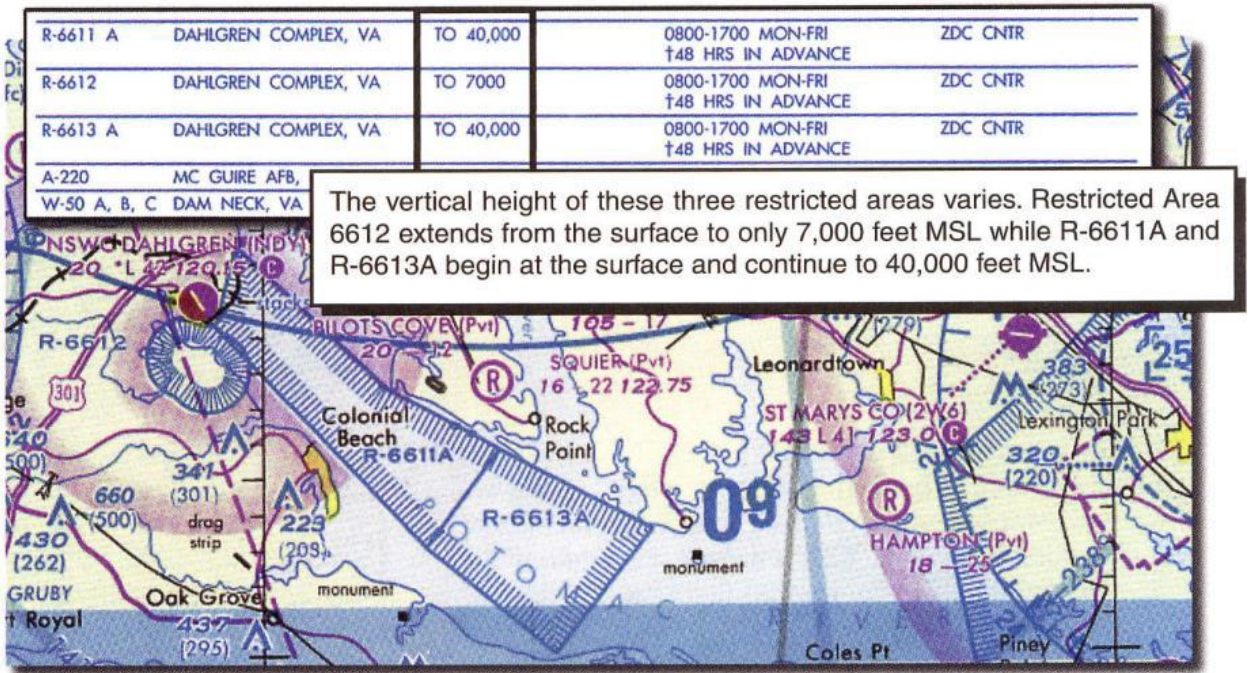 R-6611 A DAHLGREN COMPLEX, VA TO 40,000 0800-1700 MON-FRI ZDC CNTR
†48 HRS IN ADVANCE
R-6612 DAHLGREN COMPLEX, VA TO 7000 0800-1700 MON-FRI ZDC CNTR
†48 HRS IN ADVANCE
R-6613 A DAHLGREN COMPLEX, VA TO 40,000 0800-1700 MON-FRI ZDC CNTR
†48 HRS IN ADVANCE
A-220 MC GUIRE AFB,
W-50 A, B, C DAM NECK, VA
The vertical height of these three restricted areas varies. Restricted Area
6612 extends from the surface to only 7,000 feet MSL while R-6611A and
R-6613A begin at the surface and continue to 40,000 feet MSL.
NSWC DAHLGREN (NDY)
20 *L 42 120.15 C
stacks
R-6612
301
PILOTS COVE (Pvt)
20 - 12
105 - 17
R
SQUIER (Pvt)
16 - 22 122.75
(279)
Leonardtown
383
(273)
25
Colonial
Beach
R-6611A
Rock
Point
ST MARYS CO (2W6)
143 L 41 123.0 C
Lexington Park
320
(220)
341
(301)
660
(500)
drag
strip
223
(203)
R-6613A
09
R
430
(262)
HAMPTON (Pvt)
18 - 25
238°
monument
GRUBY
Royal
Oak Grove
monument
437
(295)
POTOMAC RIVER
Coles Pt
Piney